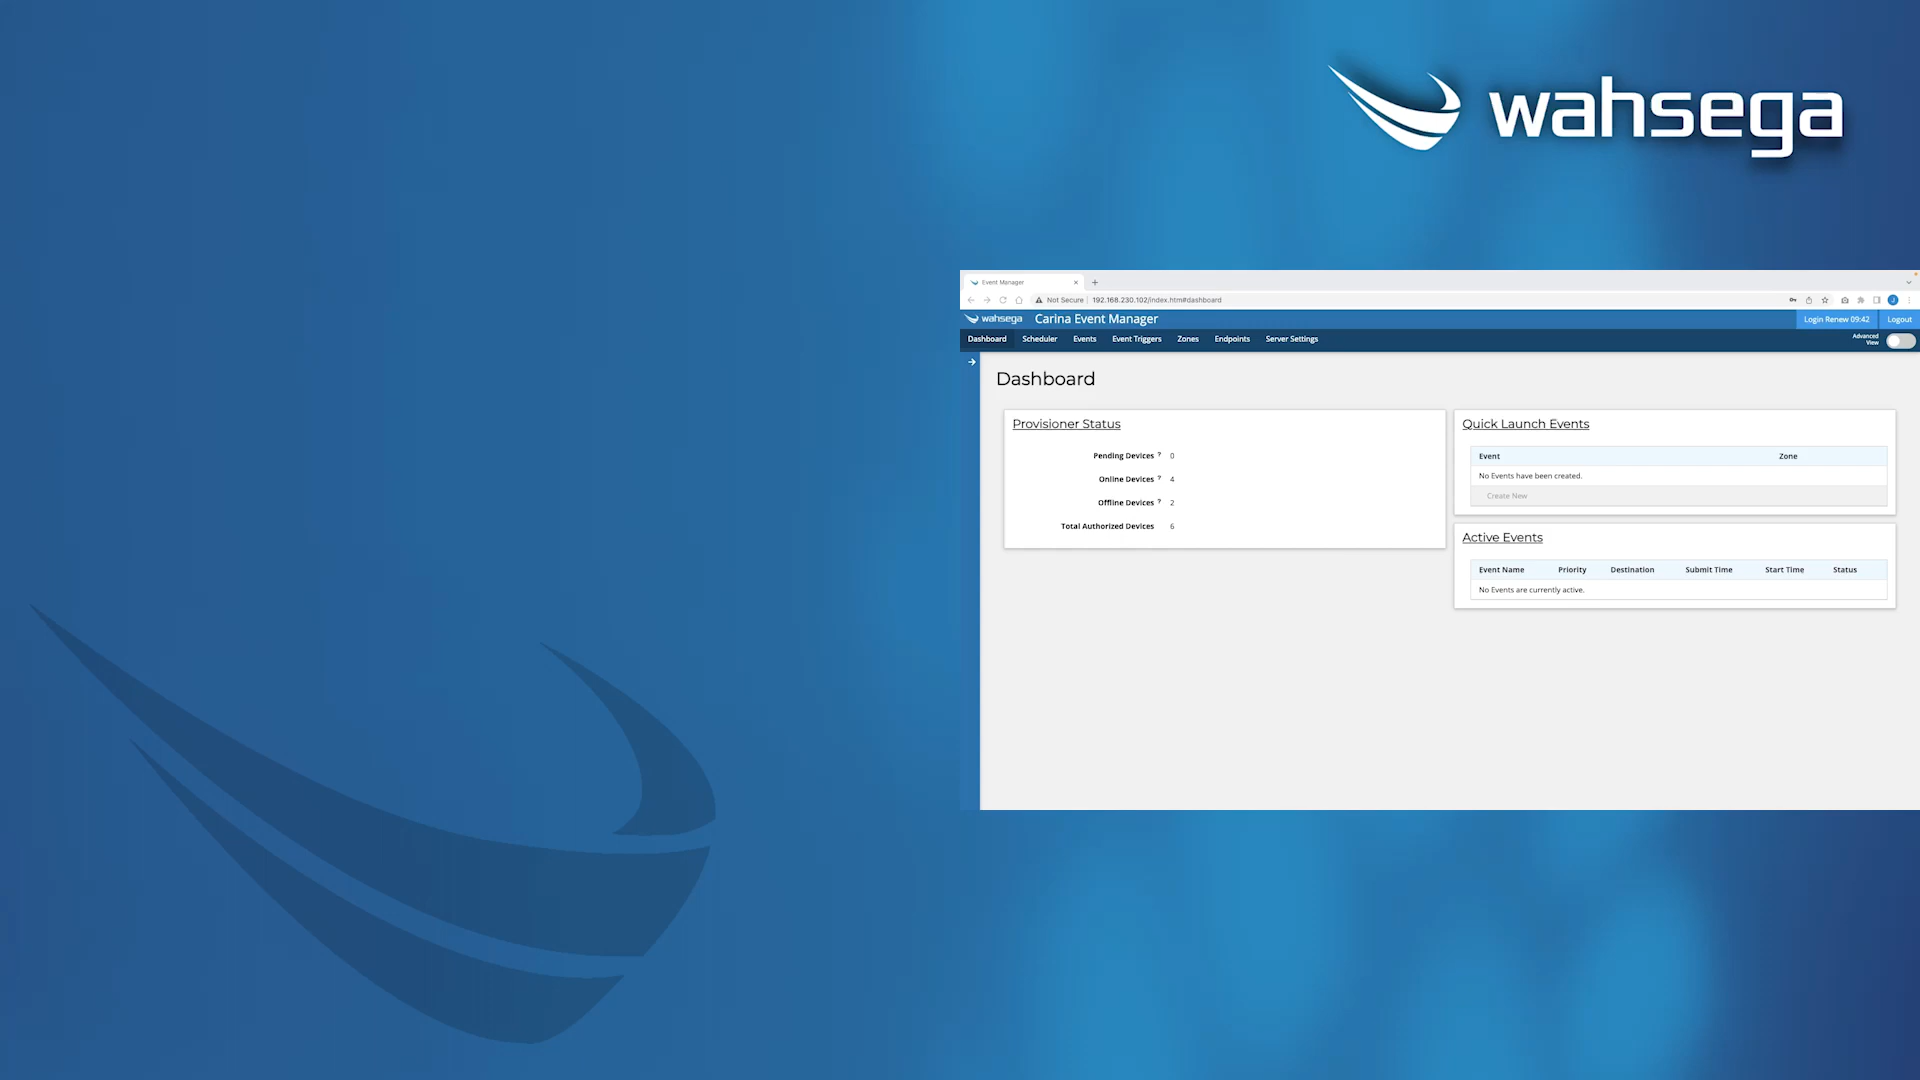 wahsega
Event Manager
Not Secure 192.168.230.102/index.htm#dashboard
wahsega Carina Event Manager Login Renew 09:42 Logout
Dashboard Scheduler Events Event Triggers Zones Endpoints Server Settings Advanced View
Dashboard
Provisioner Status
Pending Devices ? 0
Online Devices ? 4
Offline Devices ? 2
Total Authorized Devices 6
Quick Launch Events
Event Zone
No Events have been created.
Create New
Active Events
Event Name Priority Destination Submit Time Start Time Status
No Events are currently active.